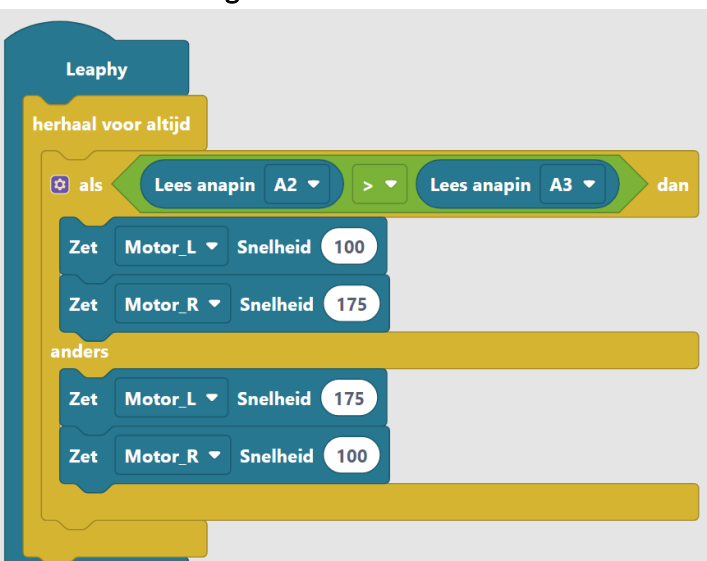 Leaphy
herhaal voor altijd
als Lees anapin A2 > Lees anapin A3 dan
Zet Motor_L Snelheid 100
Zet Motor_R Snelheid 175
anders
Zet Motor_L Snelheid 175
Zet Motor_R Snelheid 100